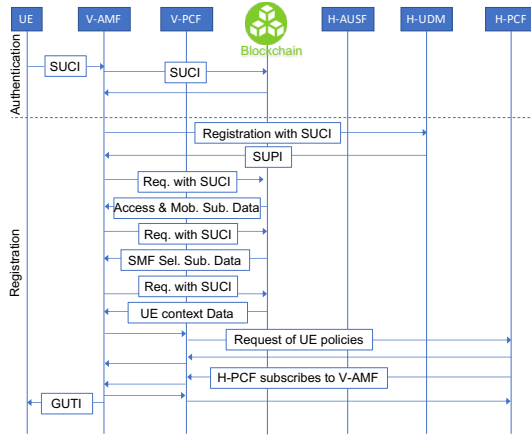 UE
V-AMF
V-PCF
Blockchain
H-AUSF
H-UDM
H-PCF
Authentication
SUCI
SUCI
Registration
Registration with SUCI
SUPI
Req. with SUCI
Access & Mob. Sub. Data
Req. with SUCI
SMF Sel. Sub. Data
Req. with SUCI
UE context Data
Request of UE policies
H-PCF subscribes to V-AMF
GUTI